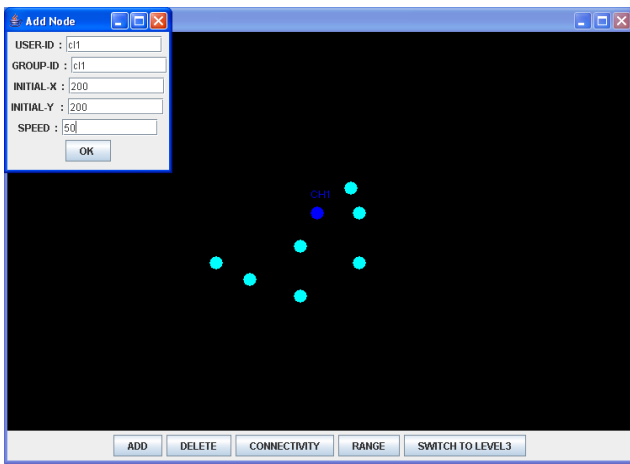 Add Node
USER-ID : cl1
GROUP-ID : cl1
INITIAL-X : 200
INITIAL-Y : 200
SPEED : 50
OK
CH1
ADD DELETE CONNECTIVITY RANGE SWITCH TO LEVEL3